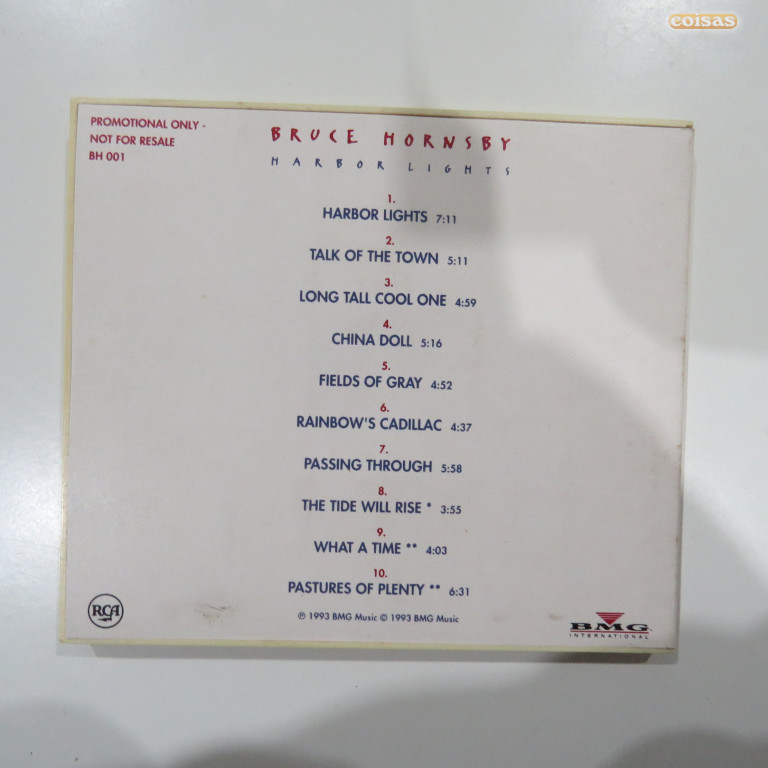 coisas
PROMOTIONAL ONLY -
NOT FOR RESALE
BH 001
BRUCE HORNSBY
HARBOR LIGHTS
1.
HARBOR LIGHTS 7:11
2.
TALK OF THE TOWN 5:11
3.
LONG TALL COOL ONE 4:59
4.
CHINA DOLL 5:16
5.
FIELDS OF GRAY 4:52
6.
RAINBOW'S CADILLAC 4:37
7.
PASSING THROUGH 5:58
8.
THE TIDE WILL RISE * 3:55
9.
WHAT A TIME ** 4:03
10.
PASTURES OF PLENTY ** 6:31
℗ 1993 BMG Music © 1993 BMG Music
RCA
BMG
INTERNATIONAL